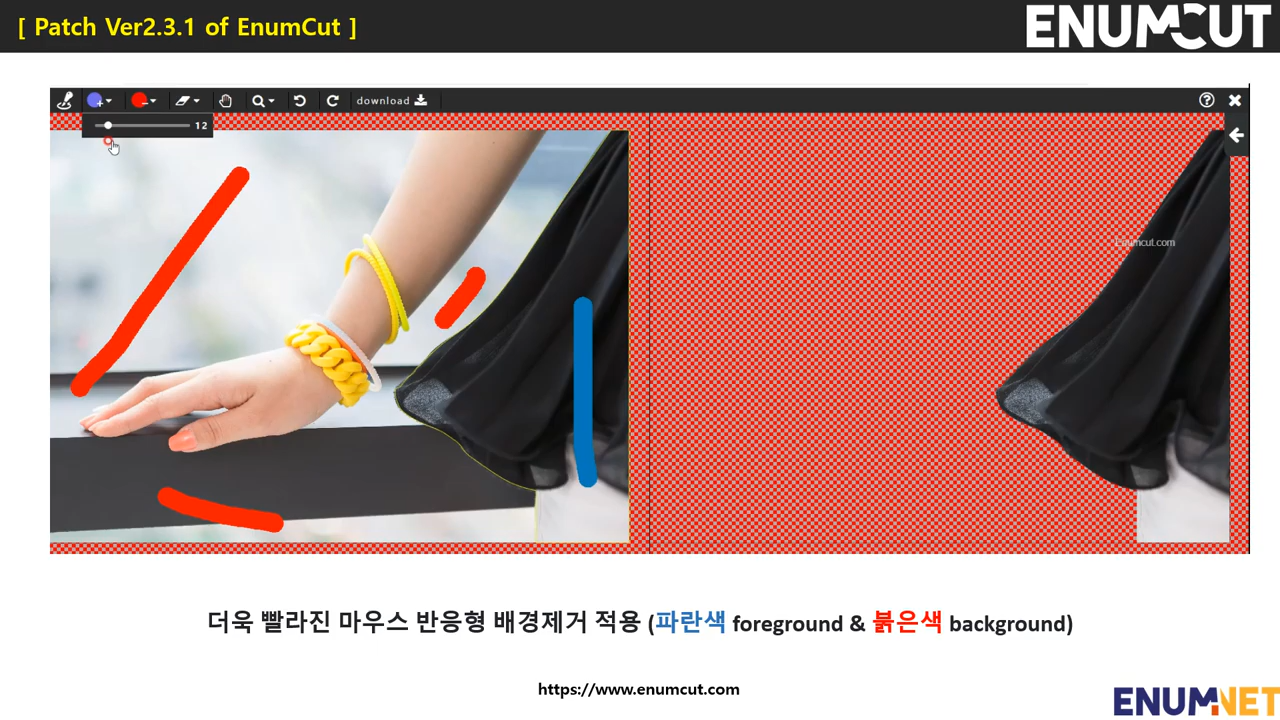 [ Patch Ver2.3.1 of EnumCut ]
ENUMCUT
download
12
Enumcut.com
더욱 빨라진 마우스 반응형 배경제거 적용 (파란색 foreground & 붉은색 background)
https://www.enumcut.com
ENUM.NET